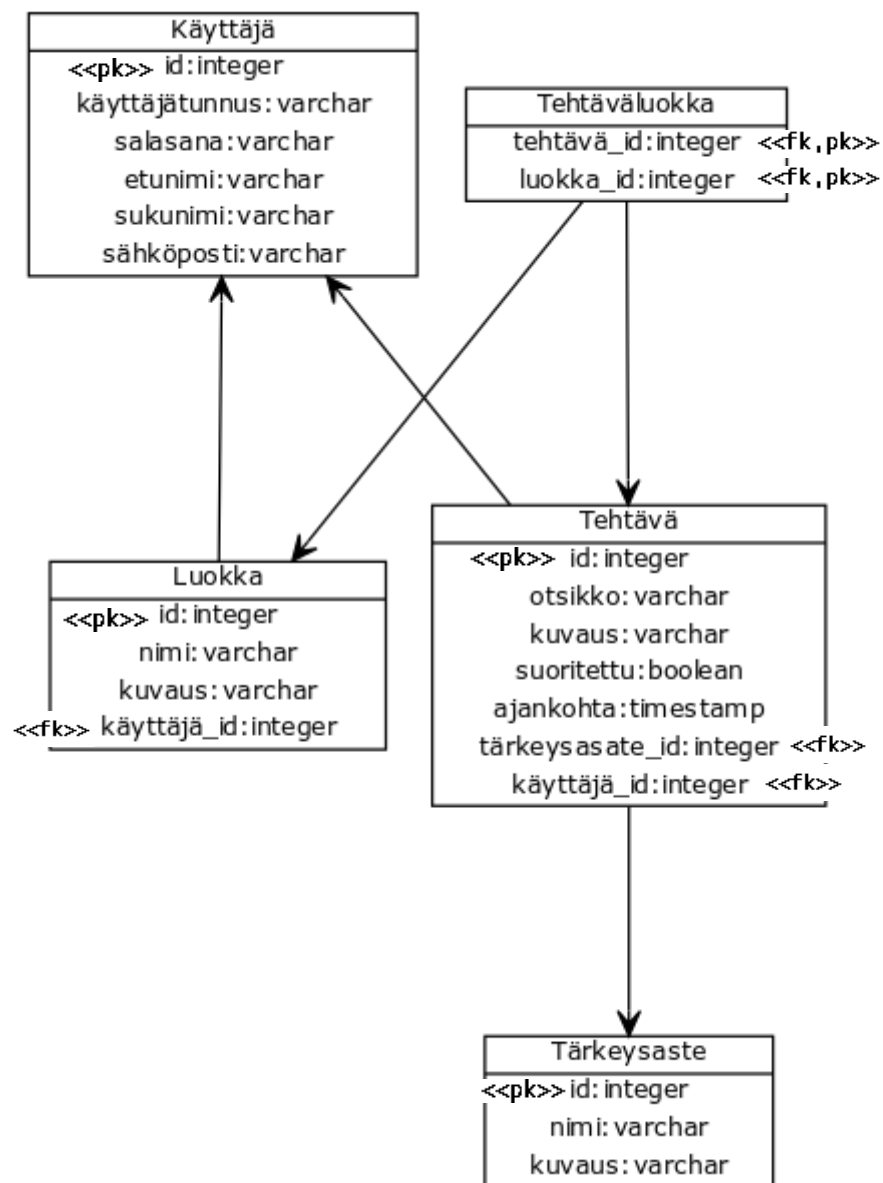 Käyttäjä
<<pk>> id:integer
käyttäjätunnus:varchar
salasana:varchar
etunimi:varchar
sukunimi:varchar
sähköposti:varchar
Tehtäväluokka
tehtävä_id:integer <<fk,pk>>
luokka_id:integer <<fk,pk>>
Luokka
<<pk>> id:integer
nimi:varchar
kuvaus:varchar
<<fk>> käyttäjä_id:integer
Tehtävä
<<pk>> id:integer
otsikko:varchar
kuvaus:varchar
suoritettu:boolean
ajankohta:timestamp
tärkeysasate_id:integer <<fk>>
käyttäjä_id:integer <<fk>>
Tärkeysaste
<<pk>> id:integer
nimi:varchar
kuvaus:varchar